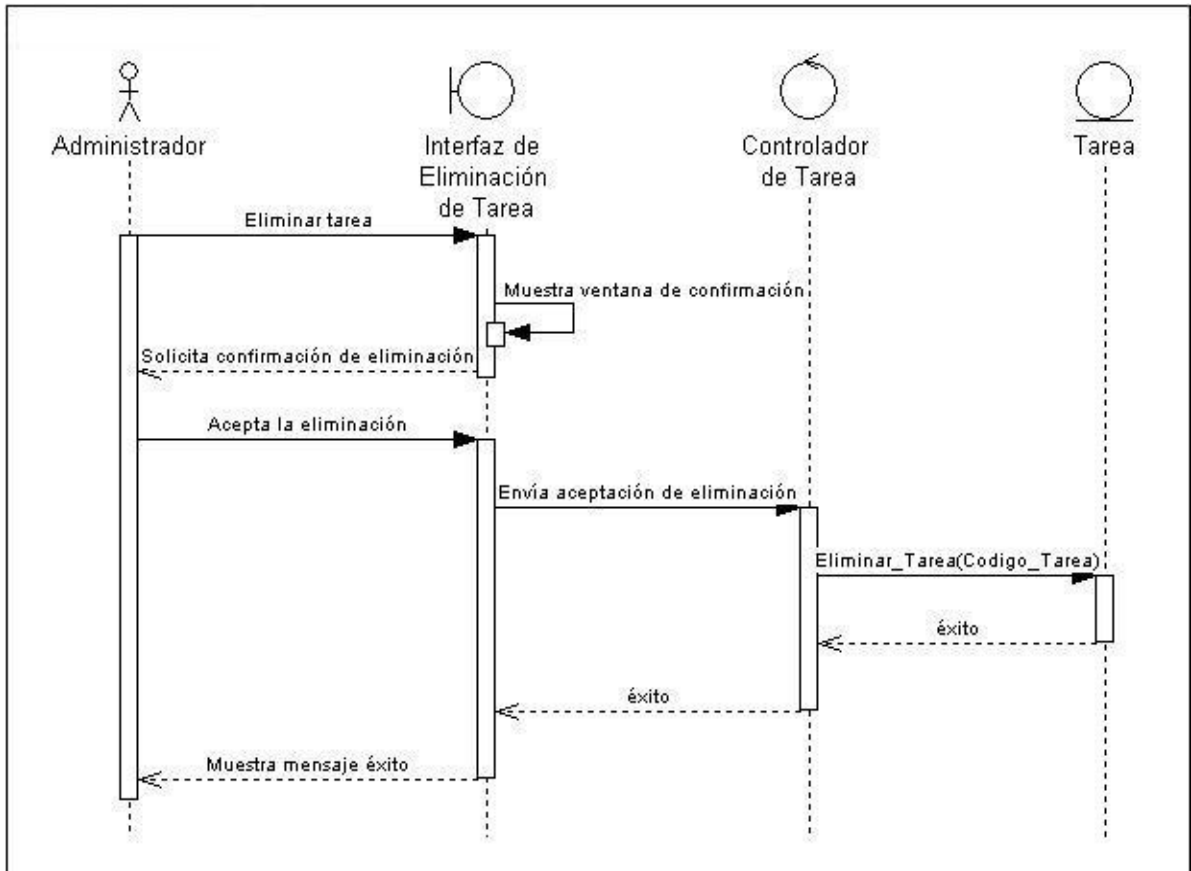 Administrador
Interfaz de
Eliminación
de Tarea
Controlador
de Tarea
Tarea
Eliminar tarea
Muestra ventana de confirmación
Solicita confirmación de eliminación
Acepta la eliminación
Envía aceptación de eliminación
Eliminar_Tarea(Codigo_Tarea)
éxito
éxito
Muestra mensaje éxito